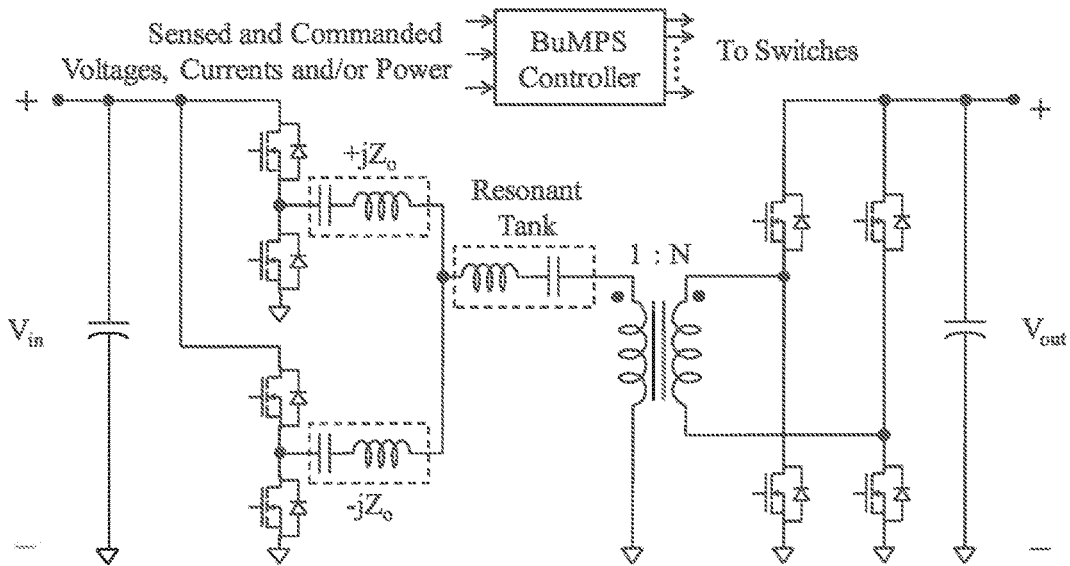 Sensed and Commanded
Voltages, Currents and/or Power
BuMPS
Controller
To Switches
+
+
+jZo
Resonant
Tank
1 : N
Vin
Vout
-jZo
−
−